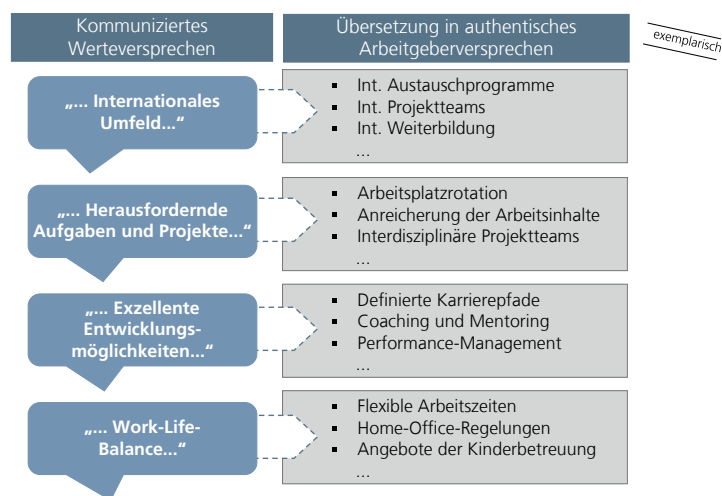 Kommuniziertes
Werteversprechen
Übersetzung in authentisches
Arbeitgeberversprechen
exemplarisch
„... Internationales
Umfeld...“
▪ Int. Austauschprogramme
▪ Int. Projektteams
▪ Int. Weiterbildung
...
„... Herausfordernde
Aufgaben und Projekte...“
▪ Arbeitsplatzrotation
▪ Anreicherung der Arbeitsinhalte
▪ Interdisziplinäre Projektteams
...
„... Exzellente
Entwicklungs-
möglichkeiten...“
▪ Definierte Karrierepfade
▪ Coaching und Mentoring
▪ Performance-Management
...
„... Work-Life-
Balance...“
▪ Flexible Arbeitszeiten
▪ Home-Office-Regelungen
▪ Angebote der Kinderbetreuung
...